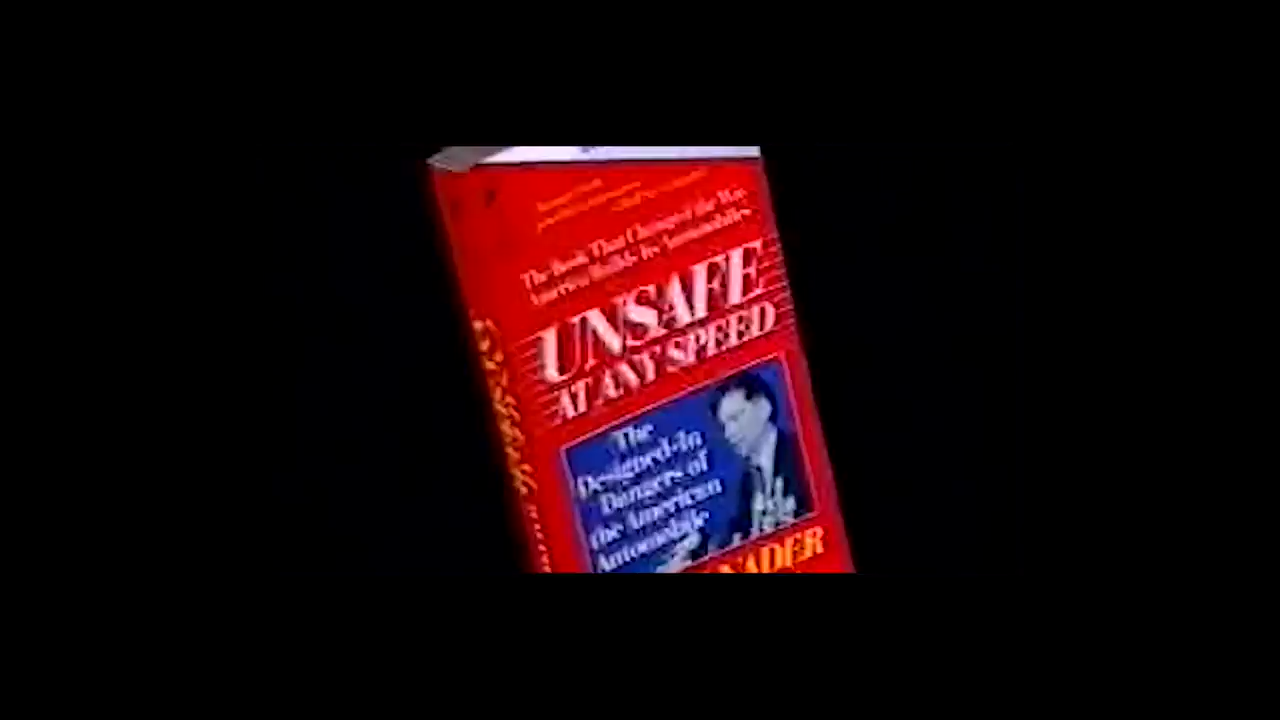 The Book That Changed the Way
America Builds Its Automobiles
UNSAFE
AT ANY SPEED
The
Designed-In
Dangers of
the American
Automobile
NADER